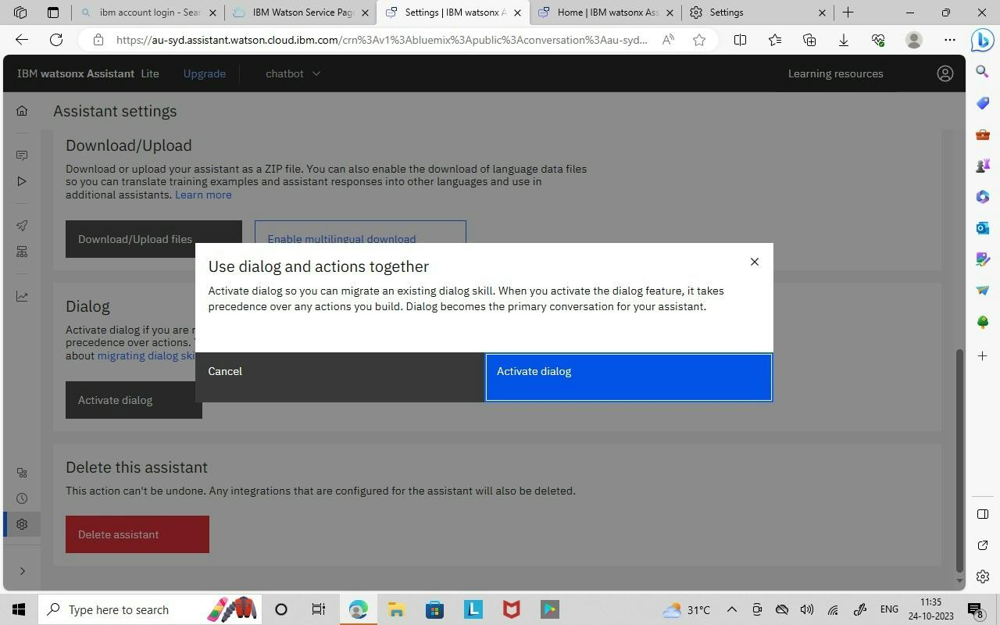 ibm account login - Sear
IBM Watson Service Page
Settings | IBM watsonx A
Home | IBM watsonx Ass
Settings
https://au-syd.assistant.watson.cloud.ibm.com/crn%3Av1%3Abluemix%3Apublic%3Aconversation%3Aau-syd...
IBM watsonx Assistant Lite
Upgrade
chatbot
Learning resources
Assistant settings
Download/Upload
Download or upload your assistant as a ZIP file. You can also enable the download of language data files
so you can translate training examples and assistant responses into other languages and use in
additional assistants. Learn more
Download/Upload files
Enable multilingual download
Use dialog and actions together
Activate dialog so you can migrate an existing dialog skill. When you activate the dialog feature, it takes
precedence over any actions you build. Dialog becomes the primary conversation for your assistant.
Cancel
Activate dialog
Dialog
Activate dialog if you are
precedence over actions.
about migrating dialog ski
Activate dialog
Delete this assistant
This action can't be undone. Any integrations that are configured for the assistant will also be deleted.
Delete assistant
Type here to search
31°C
ENG
11:35
24-10-2023
8